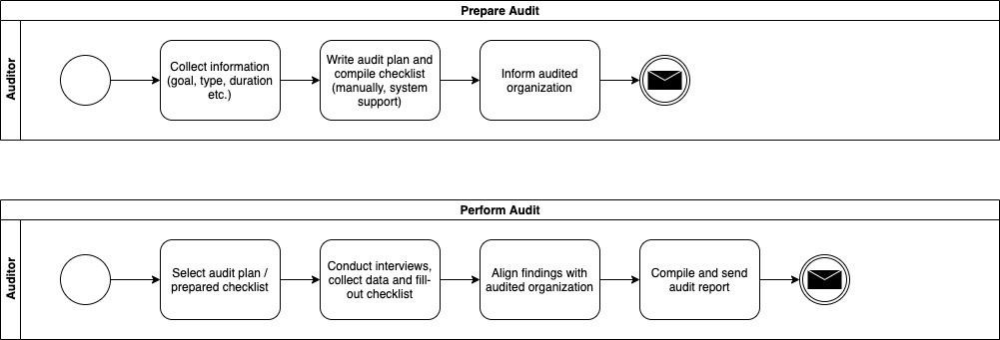 Prepare Audit
Auditor
Collect information
(goal, type, duration
etc.)
Write audit plan and
compile checklist
(manually, system
support)
Inform audited
organization
Perform Audit
Auditor
Select audit plan /
prepared checklist
Conduct interviews,
collect data and fill-
out checklist
Align findings with
audited organization
Compile and send
audit report